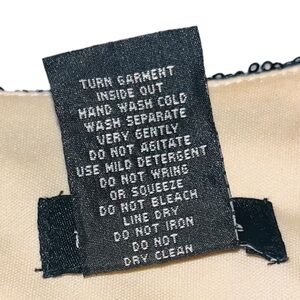 TURN GARMENT
INSIDE OUT
HAND WASH COLD
WASH SEPARATE
VERY GENTLY
DO NOT AGITATE
USE MILD DETERGENT
DO NOT WRING
OR SQUEEZE
DO NOT BLEACH
LINE DRY
DO NOT IRON
DO NOT
DRY CLEAN